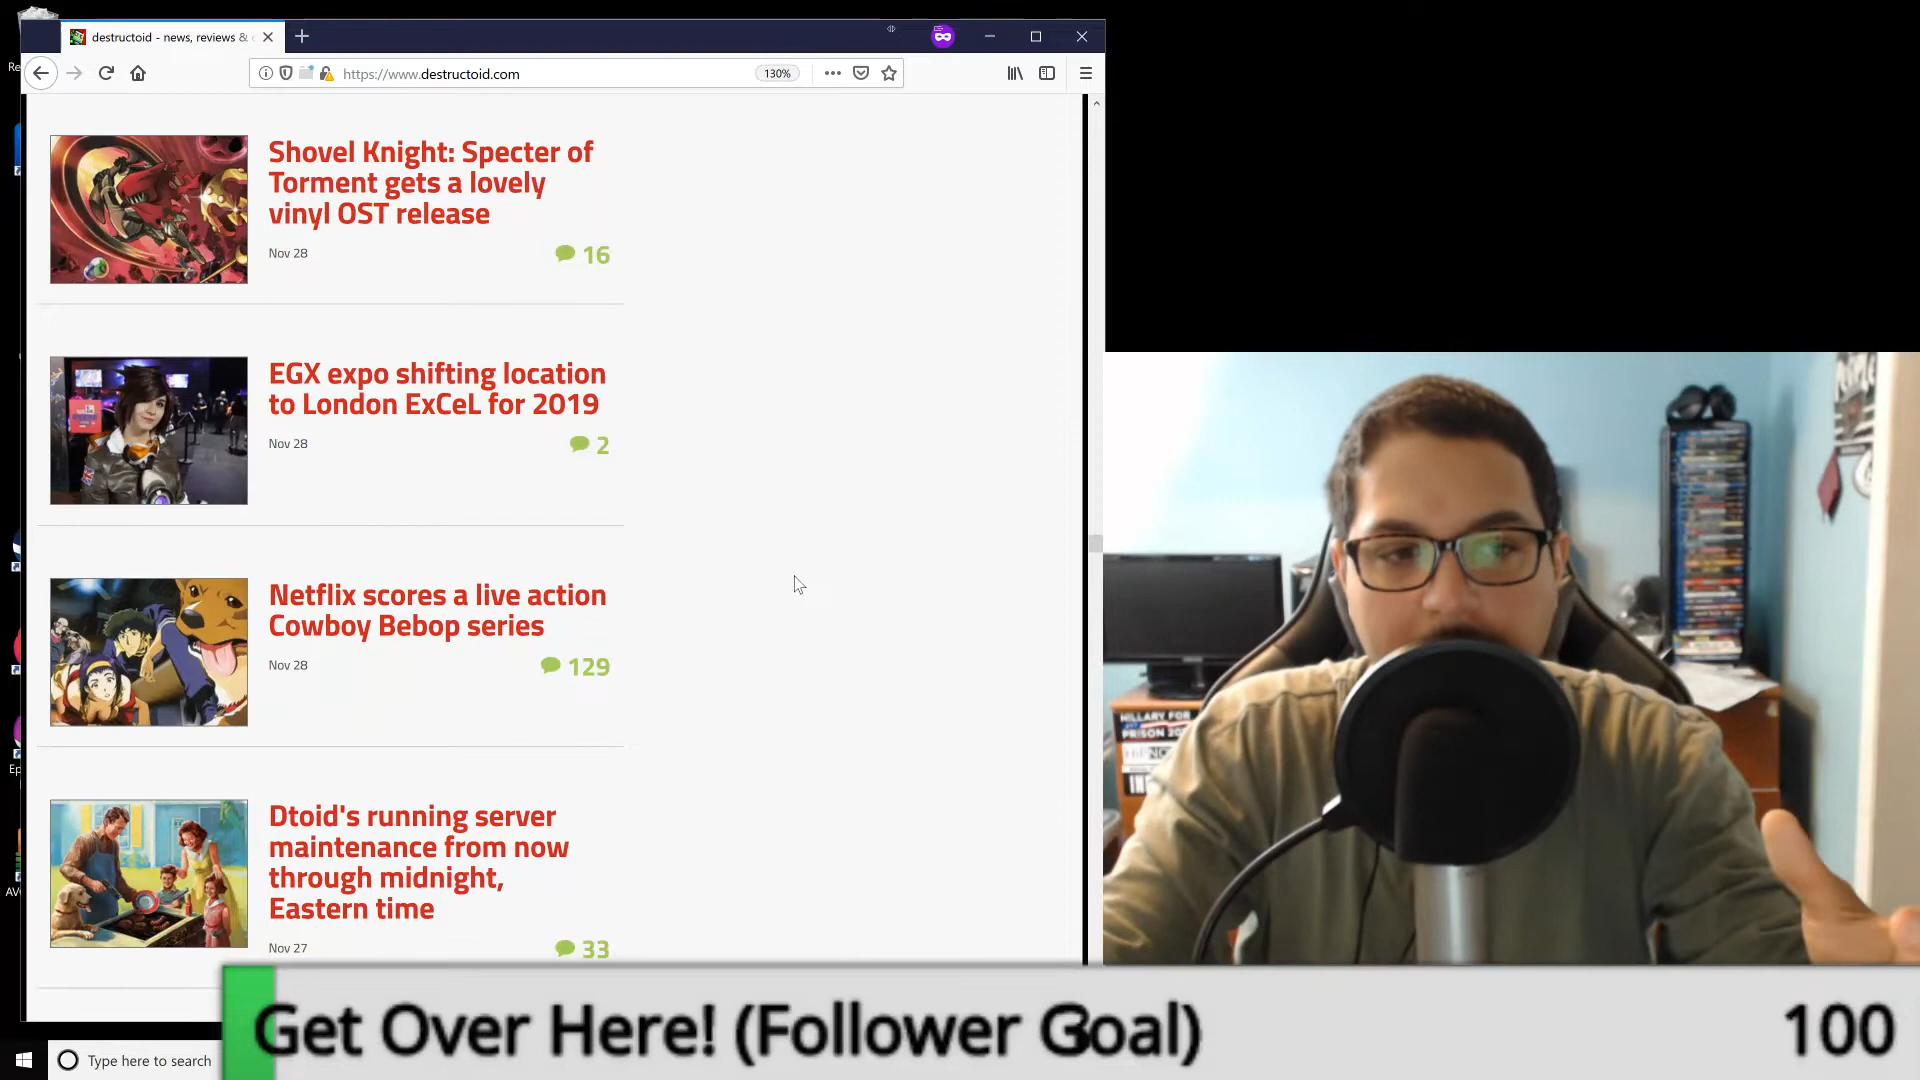 destructoid - news, reviews &
https://www.destructoid.com
130%
Shovel Knight: Specter of
Torment gets a lovely
vinyl OST release
Nov 28
16
EGX expo shifting location
to London ExCeL for 2019
Nov 28
2
Netflix scores a live action
Cowboy Bebop series
Nov 28
129
Dtoid's running server
maintenance from now
through midnight,
Eastern time
Nov 27
33
HILLARY FOR
PRISON
Get Over Here! (Follower Goal)
3
100
Type here to search